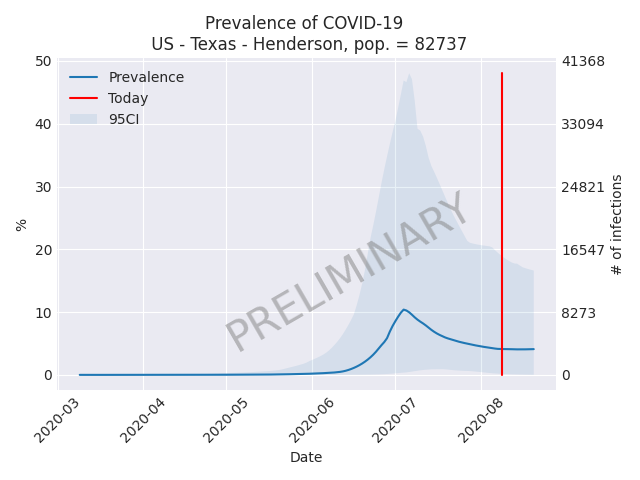 Prevalence of COVID-19
US - Texas - Henderson, pop. = 82737
Prevalence
Today
95CI
50
40
30
20
10
0
%
41368
33094
24821
16547
8273
0
# of infections
PRELIMINARY
2020-03
2020-04
2020-05
2020-06
2020-07
2020-08
Date